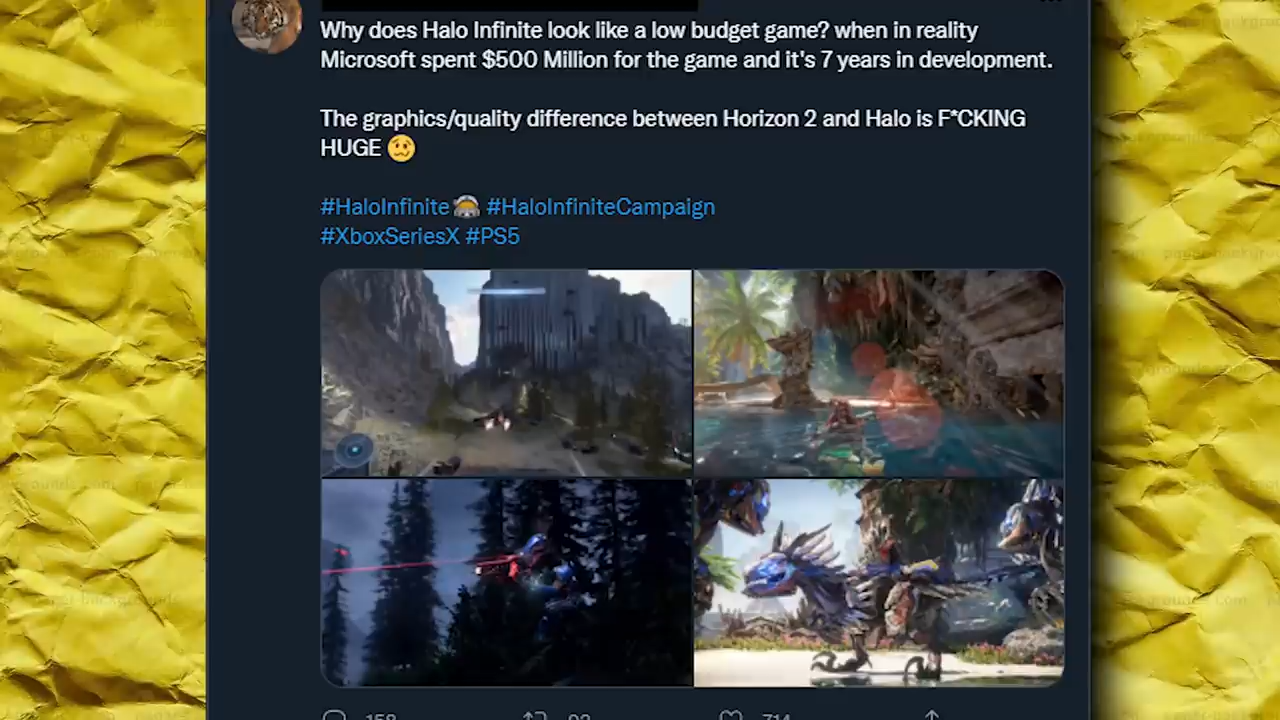 Why does Halo Infinite look like a low budget game? when in reality
Microsoft spent $500 Million for the game and it's 7 years in development.
The graphics/quality difference between Horizon 2 and Halo is F*CKING
HUGE 🥴
#HaloInfinite #HaloInfiniteCampaign
#XboxSeriesX #PS5